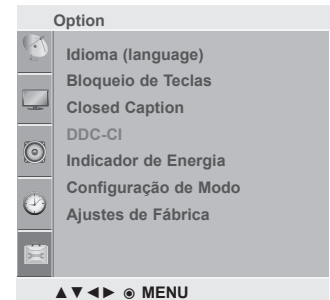 Option
Idioma (language)
Bloqueio de Teclas
Closed Caption
DDC-CI
Indicador de Energia
Configuração de Modo
Ajustes de Fábrica
▲▼◄► ◉ MENU